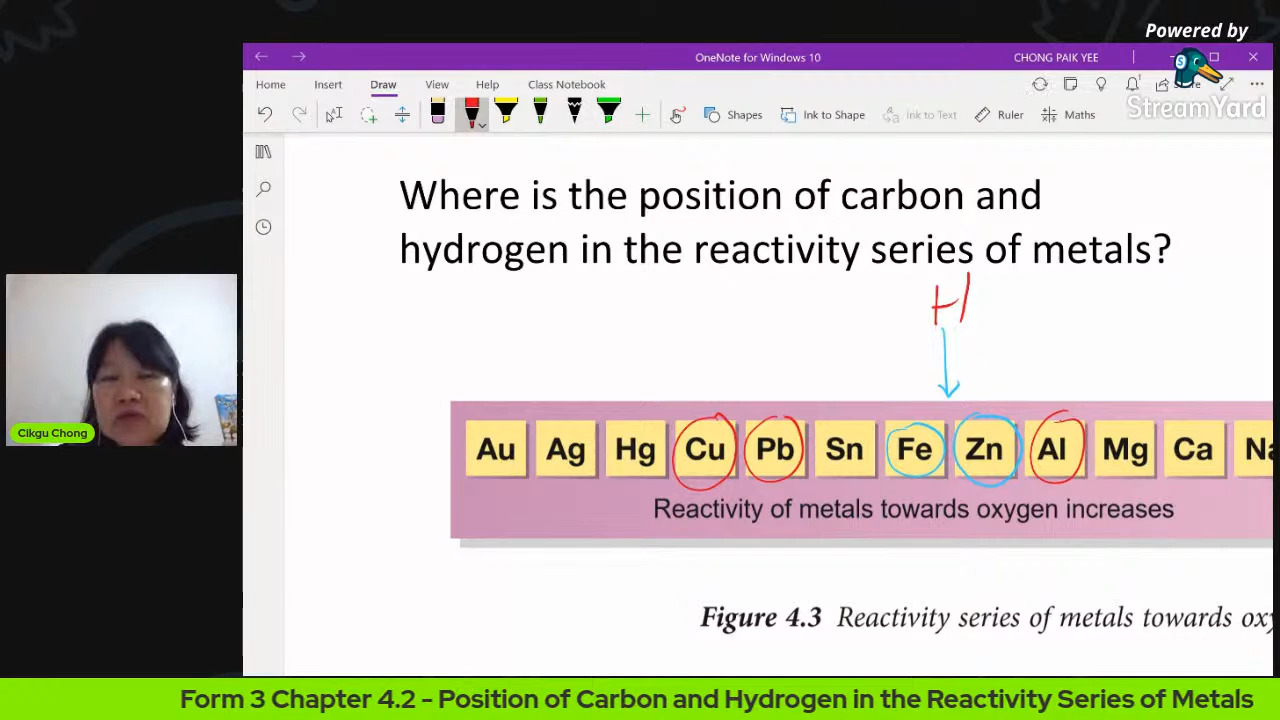 Powered by
StreamYard
OneNote for Windows 10
CHONG PAIK YEE
Home Insert Draw View Help Class Notebook
Shapes Ink to Shape Ink to Text Ruler Maths
Where is the position of carbon and
hydrogen in the reactivity series of metals?
H
Au Ag Hg Cu Pb Sn Fe Zn Al Mg Ca Na
Reactivity of metals towards oxygen increases
Figure 4.3 Reactivity series of metals towards oxy
Cikgu Chong
Form 3 Chapter 4.2 - Position of Carbon and Hydrogen in the Reactivity Series of Metals